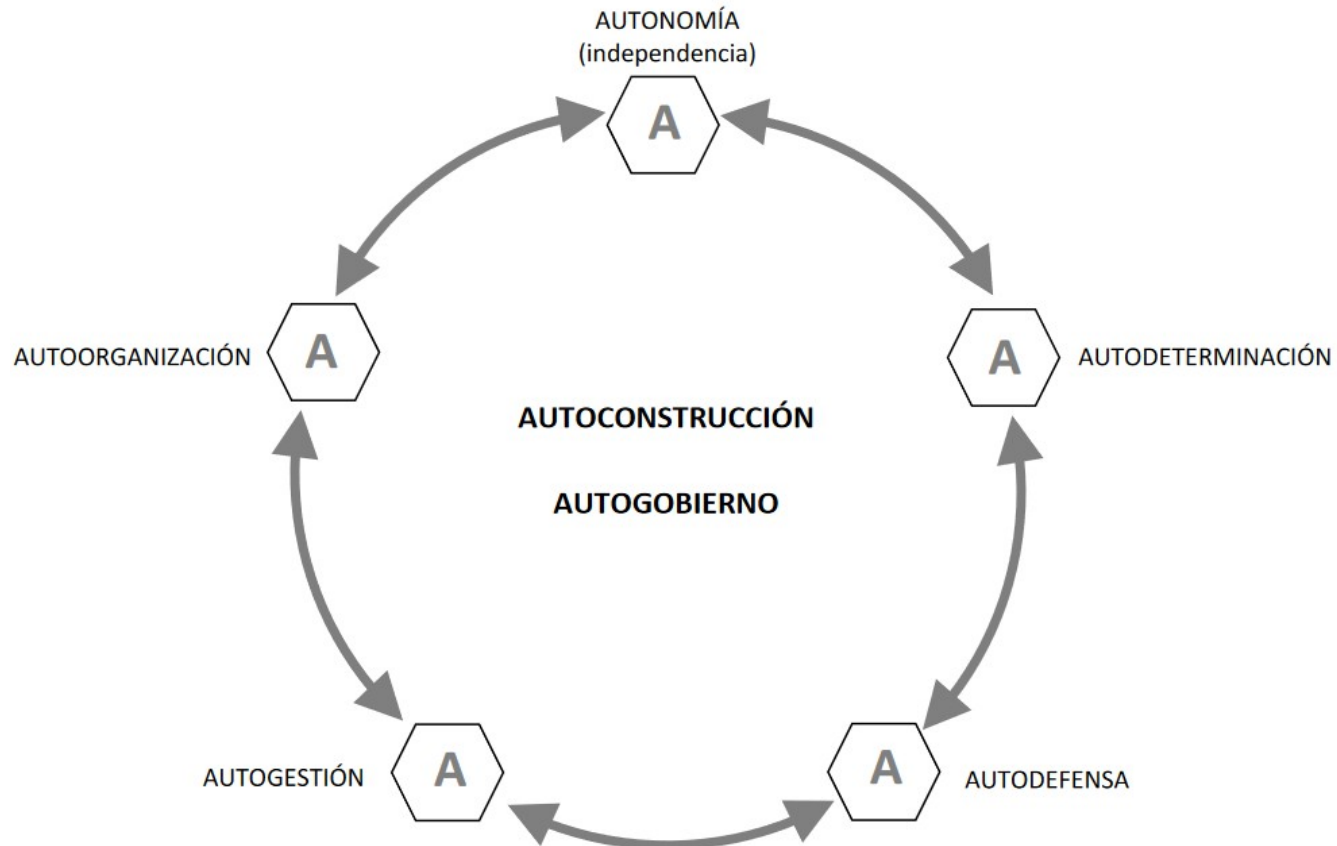 AUTONOMÍA
(independencia)
A
A
AUTOORGANIZACIÓN
A
AUTODETERMINACIÓN
AUTOCONSTRUCCIÓN
AUTOGOBIERNO
AUTOGESTIÓN
A
A
AUTODEFENSA